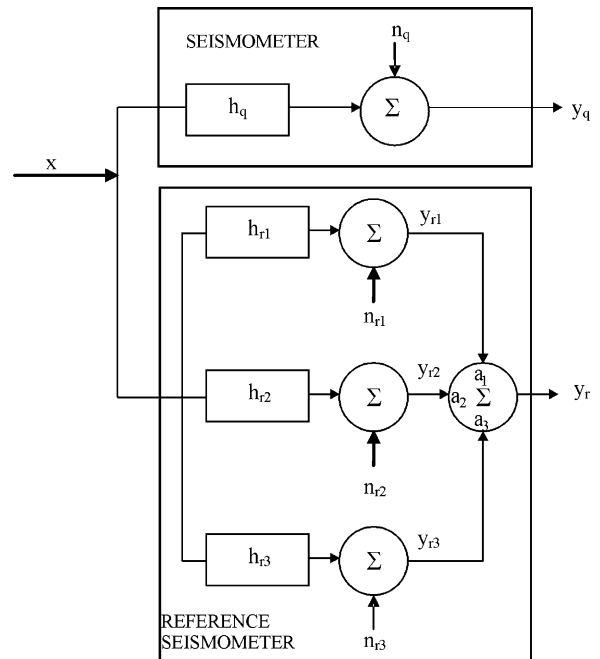 SEISMOMETER
n_q
h_q
Σ
y_q
x
h_r1
Σ
y_r1
n_r1
h_r2
Σ
y_r2
a_1
a_2 Σ
a_3
y_r
n_r2
h_r3
Σ
y_r3
n_r3
REFERENCE
SEISMOMETER